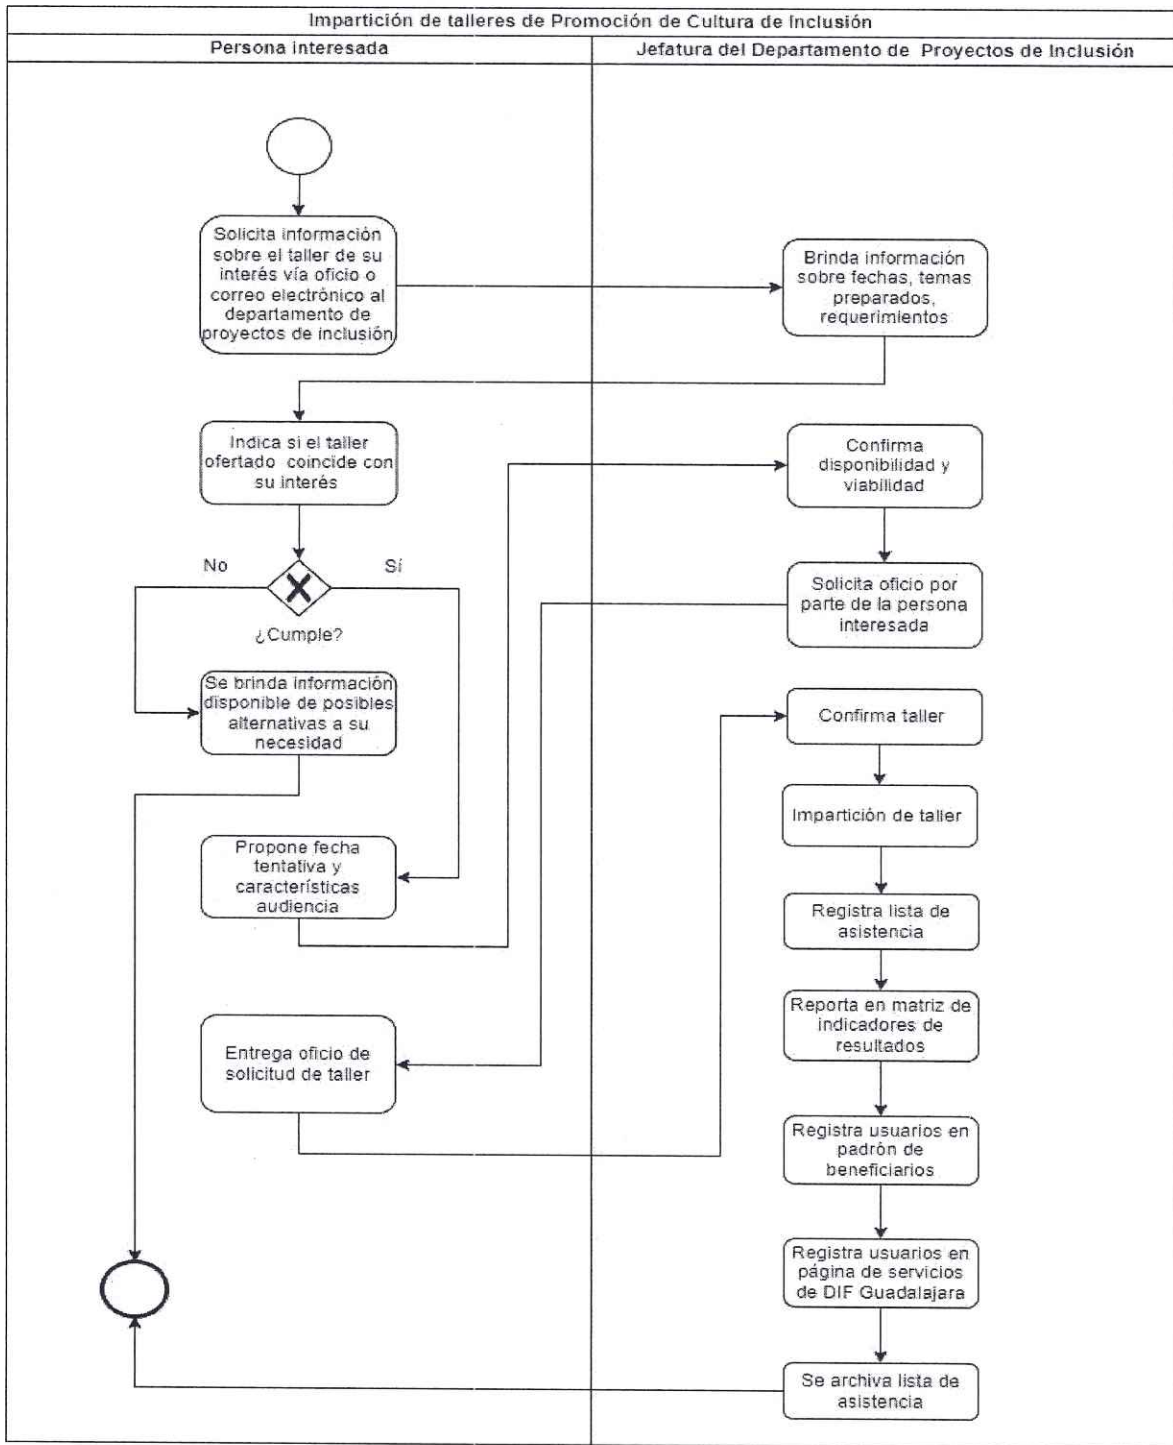 Impartición de talleres de Promoción de Cultura de Inclusión
Persona interesada
Jefatura del Departamento de Proyectos de Inclusión
Solicita información
sobre el taller de su
interés vía oficio o
correo electrónico al
departamento de
proyectos de inclusión
Brinda información
sobre fechas, temas
preparados,
requerimientos
Indica si el taller
ofertado coincide con
su interés
Confirma
disponibilidad y
viabilidad
No
Sí
¿Cumple?
Solicita oficio por
parte de la persona
interesada
Se brinda información
disponible de posibles
alternativas a su
necesidad
Confirma taller
Impartición de taller
Propone fecha
tentativa y
características
audiencia
Registra lista de
asistencia
Reporta en matriz de
indicadores de
resultados
Entrega oficio de
solicitud de taller
Registra usuarios en
padrón de
beneficiarios
Registra usuarios en
página de servicios
de DIF Guadalajara
Se archiva lista de
asistencia